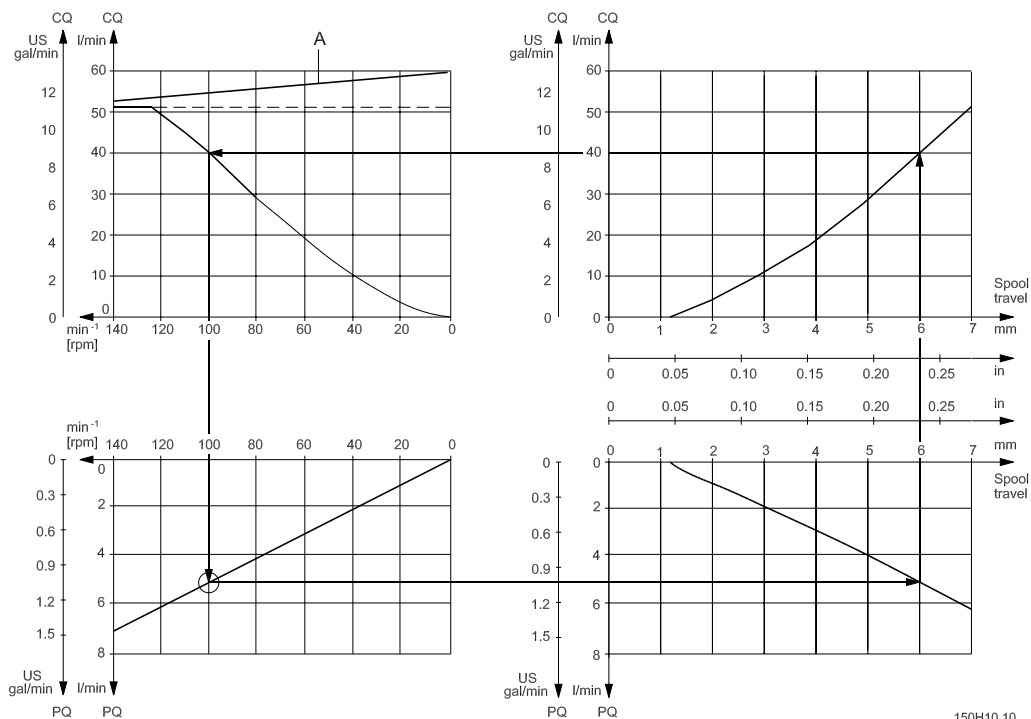 CQ CQ CQ CQ
US gal/min l/min A US gal/min l/min
60 60
12 12
50 50
10 10
40 40
8 8
30 30
6 6
20 20
4 4
10 10
2 2
0 0 0 0
Spool travel
min⁻¹ [rpm] 140 120 100 80 60 40 20 0
0 1 2 3 4 5 6 7 mm
0 0.05 0.10 0.15 0.20 0.25 in
0 0.05 0.10 0.15 0.20 0.25 in
min⁻¹ [rpm] 140 120 100 80 60 40 20 0
0 1 2 3 4 5 6 7 mm
Spool travel
0 0 0 0
0.3 2 0.3 2
0.6 0.6
0.9 4 0.9 4
1.2 6 1.2 6
1.5 1.5
8 8
US gal/min l/min US gal/min l/min
PQ PQ PQ PQ
150H10.10